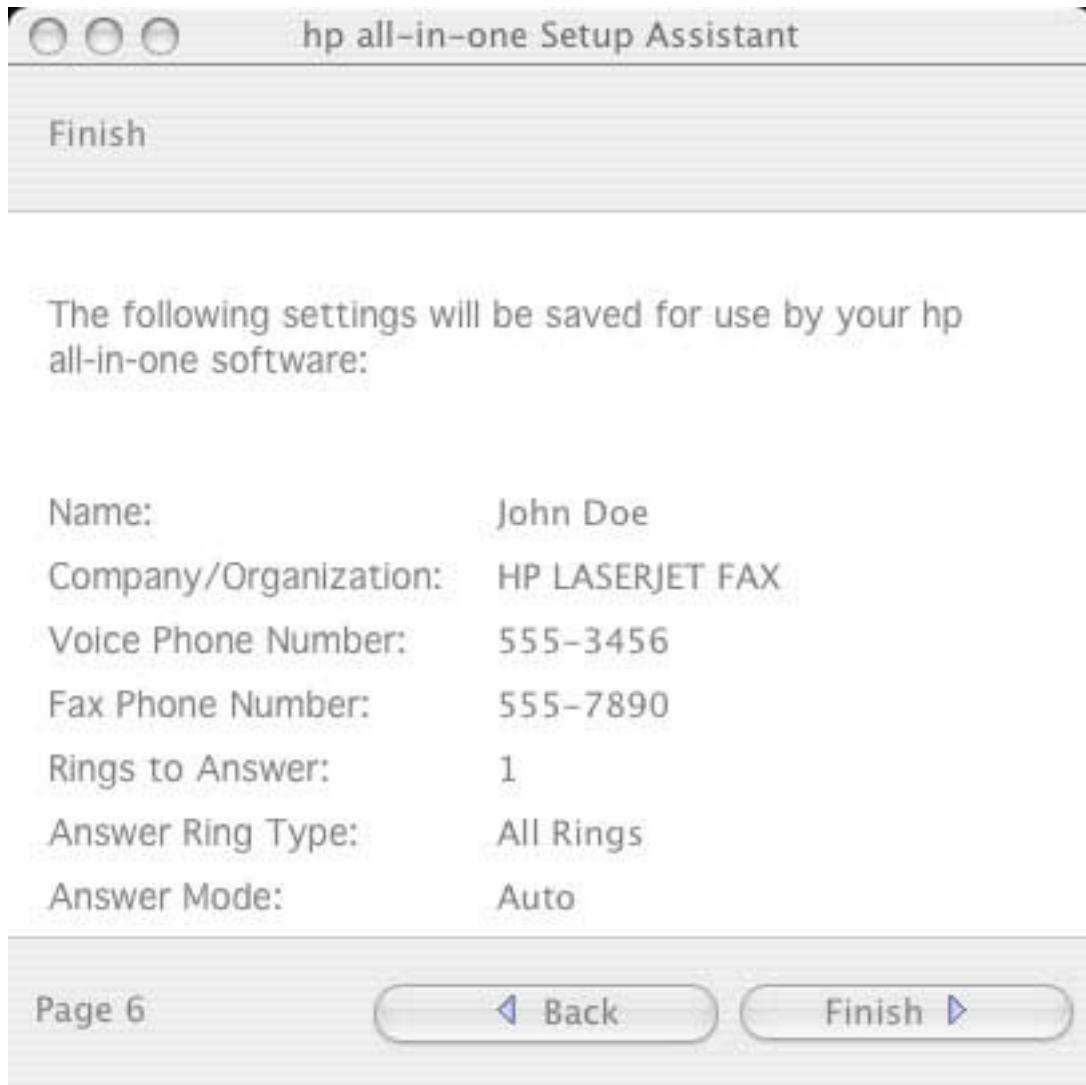 hp all-in-one Setup Assistant
Finish
The following settings will be saved for use by your hp
all-in-one software:
Name: John Doe
Company/Organization: HP LASERJET FAX
Voice Phone Number: 555-3456
Fax Phone Number: 555-7890
Rings to Answer: 1
Answer Ring Type: All Rings
Answer Mode: Auto
Page 6 Back Finish